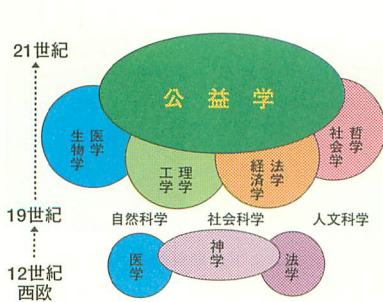 21世紀
公益学
医学
生物学
理学
工学
法学
経済学
哲学
社会学
19世紀
自然科学
社会科学
人文科学
医学
神学
法学
12世紀
西欧